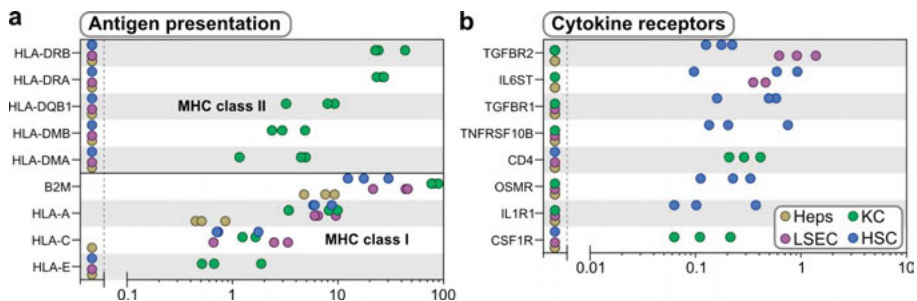 a
Antigen presentation
HLA-DRB
HLA-DRA
HLA-DQB1
MHC class II
HLA-DMB
HLA-DMA
B2M
HLA-A
HLA-C
MHC class I
HLA-E
0.1 1 10 100
b
Cytokine receptors
TGFBR2
IL6ST
TGFBR1
TNFRSF10B
CD4
OSMR
IL1R1
CSF1R
Heps KC
LSEC HSC
0.01 0.1 1 10